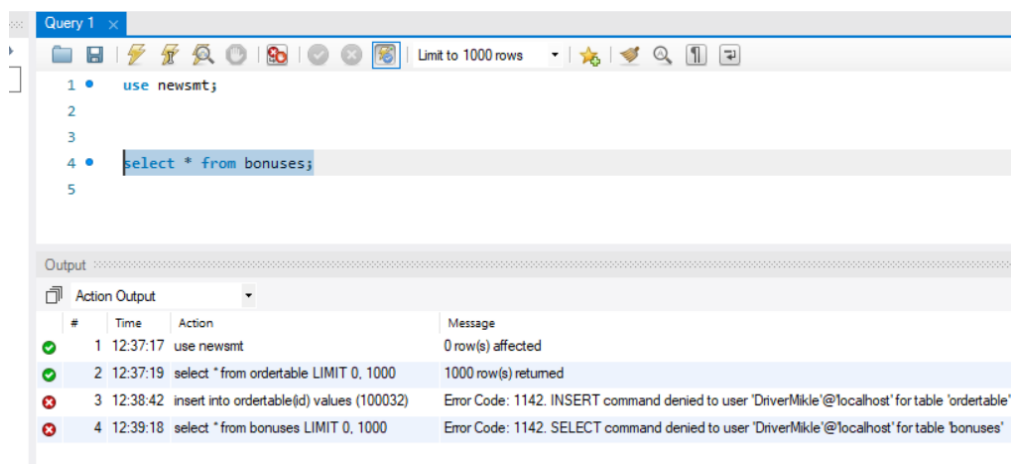 Query 1
Limit to 1000 rows
1 use newsmt;
2
3
4 select * from bonuses;
5
Output
Action Output
# Time Action Message
1 12:37:17 use newsmt 0 row(s) affected
2 12:37:19 select * from ordertable LIMIT 0, 1000 1000 row(s) returned
3 12:38:42 insert into ordertable(id) values (100032) Error Code: 1142. INSERT command denied to user 'DriverMikle'@'localhost' for table 'ordertable'
4 12:39:18 select * from bonuses LIMIT 0, 1000 Error Code: 1142. SELECT command denied to user 'DriverMikle'@'localhost' for table 'bonuses'